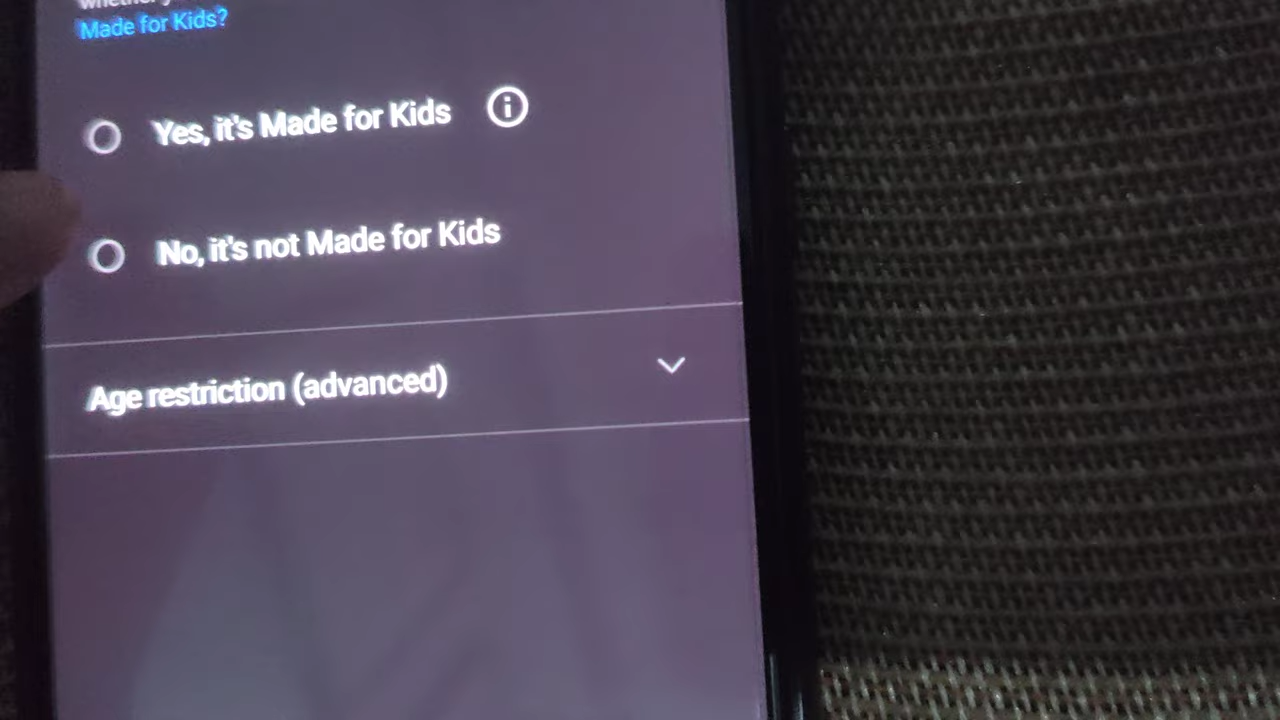 Made for Kids?
Yes, it's Made for Kids
No, it's not Made for Kids
Age restriction (advanced)